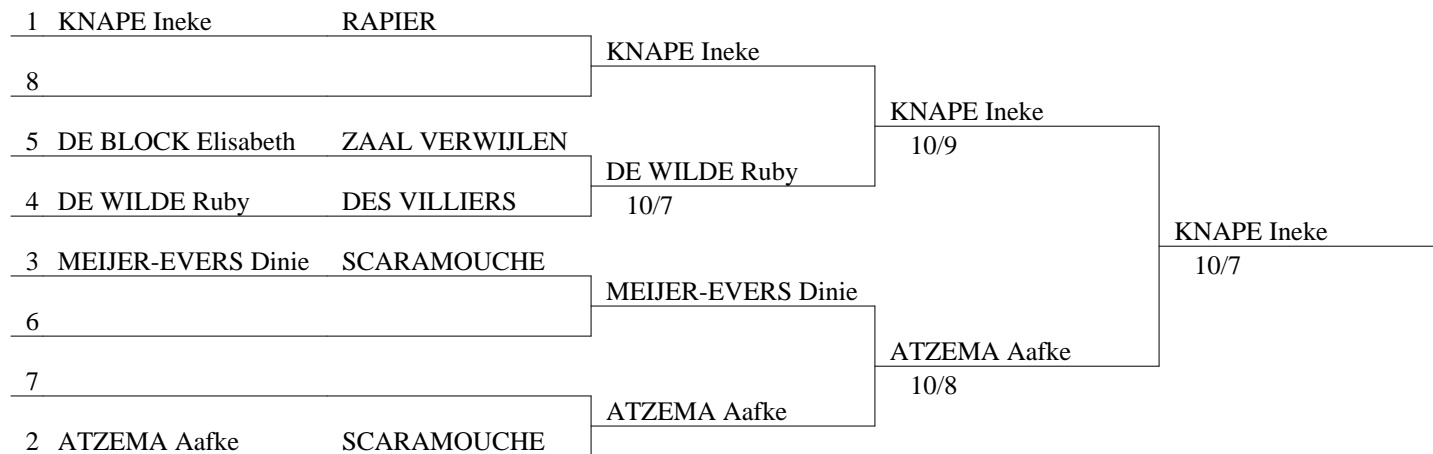 1 KNAPE Ineke RAPIER
KNAPE Ineke
8
KNAPE Ineke
5 DE BLOCK Elisabeth ZAAL VERWIJLEN
10/9
DE WILDE Ruby
4 DE WILDE Ruby DES VILLIERS
10/7
KNAPE Ineke
3 MEIJER-EVERS Dinie SCARAMOUCHE
10/7
MEIJER-EVERS Dinie
6
ATZEMA Aafke
7
10/8
ATZEMA Aafke
2 ATZEMA Aafke SCARAMOUCHE